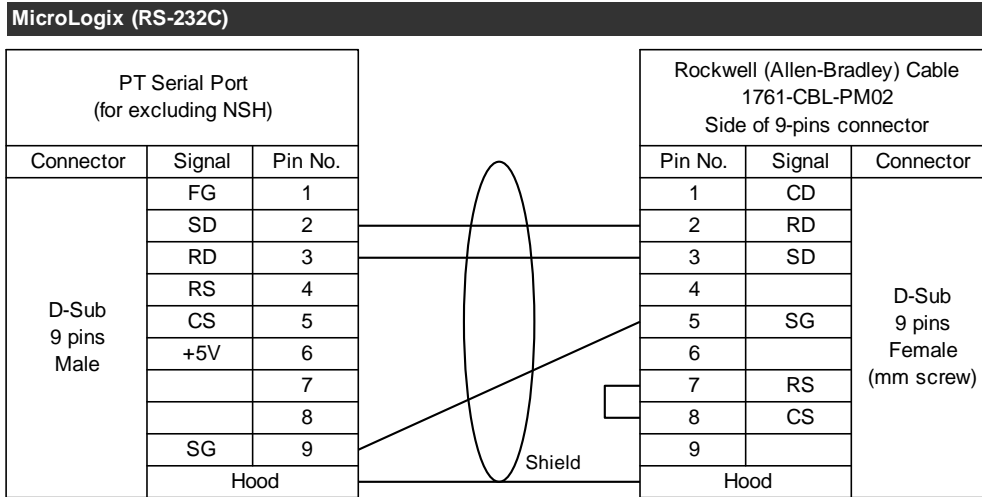 MicroLogix (RS-232C)
PT Serial Port
(for excluding NSH)
Rockwell (Allen-Bradley) Cable
1761-CBL-PM02
Side of 9-pins connector
Connector Signal Pin No. Pin No. Signal Connector
FG 1 1 CD
SD 2 2 RD
RD 3 3 SD
RS 4 4
D-Sub
9 pins
Male
CS 5 5 SG
D-Sub
9 pins
Female
(mm screw)
+5V 6 6
7 7 RS
8 8 CS
SG 9 9
Shield
Hood Hood